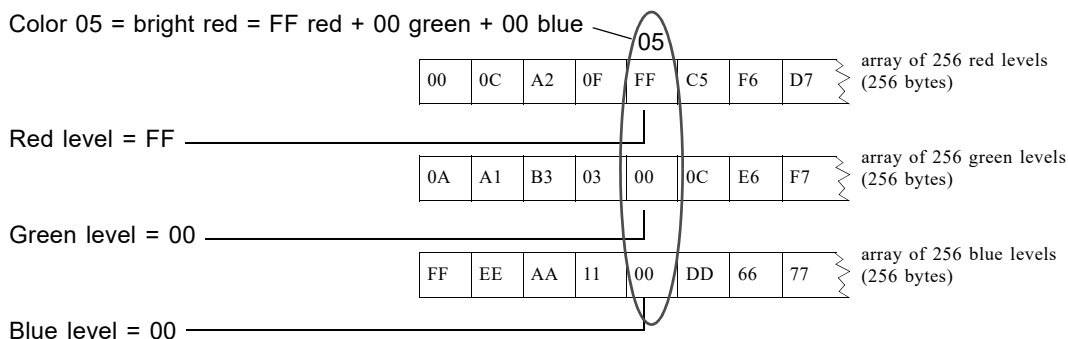 Color 05 = bright red = FF red + 00 green + 00 blue
05
00 0C A2 0F FF C5 F6 D7
array of 256 red levels
(256 bytes)
Red level = FF
0A A1 B3 03 00 0C E6 F7
array of 256 green levels
(256 bytes)
Green level = 00
FF EE AA 11 00 DD 66 77
array of 256 blue levels
(256 bytes)
Blue level = 00